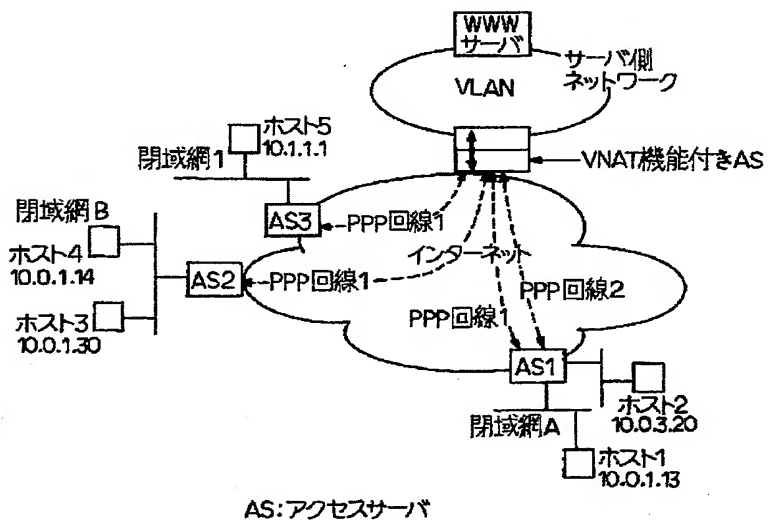 WWW
サーバ
サーバ側
ネットワーク
VLAN
ホスト5
10.1.1.1
閉域網1
VNAT機能付きAS
閉域網B
AS3
PPP回線1
インターネット
ホスト4
10.0.1.14
AS2
PPP回線1
PPP回線2
ホスト3
10.0.1.30
PPP回線1
AS1
ホスト2
10.0.3.20
閉域網A
ホスト1
10.0.1.13
AS:アクセスサーバ